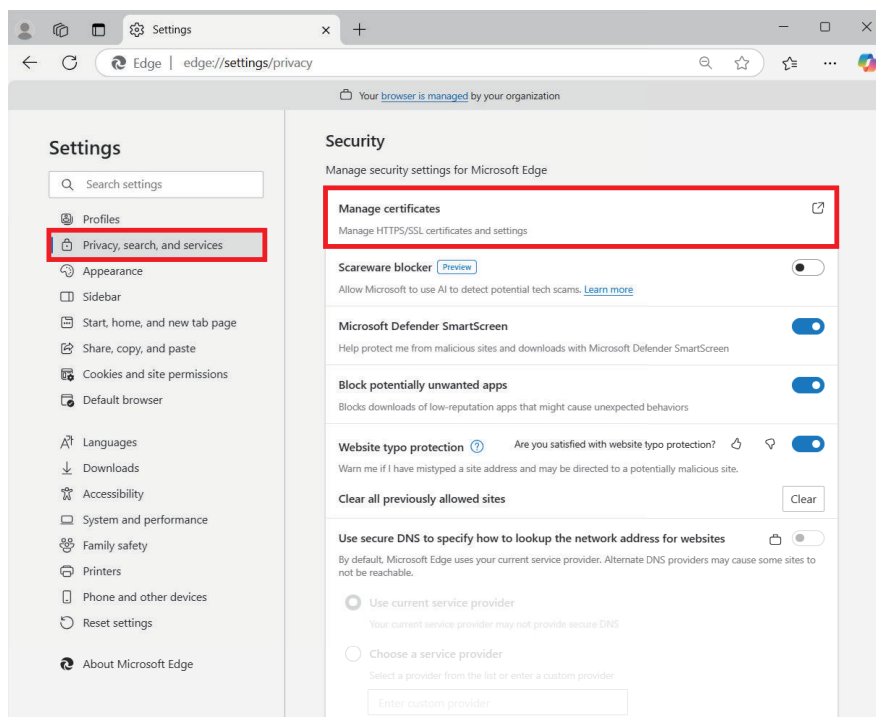 Settings
Edge | edge://settings/privacy
Your browser is managed by your organization
Settings
Search settings
Profiles
Privacy, search, and services
Appearance
Sidebar
Start, home, and new tab page
Share, copy, and paste
Cookies and site permissions
Default browser
Languages
Downloads
Accessibility
System and performance
Family safety
Printers
Phone and other devices
Reset settings
About Microsoft Edge
Security
Manage security settings for Microsoft Edge
Manage certificates
Manage HTTPS/SSL certificates and settings
Scareware blocker Preview
Allow Microsoft to use AI to detect potential tech scams. Learn more
Microsoft Defender SmartScreen
Help protect me from malicious sites and downloads with Microsoft Defender SmartScreen
Block potentially unwanted apps
Blocks downloads of low-reputation apps that might cause unexpected behaviors
Website typo protection ? Are you satisfied with website typo protection?
Warn me if I have mistyped a site address and may be directed to a potentially malicious site.
Clear all previously allowed sites Clear
Use secure DNS to specify how to lookup the network address for websites
By default, Microsoft Edge uses your current service provider. Alternate DNS providers may cause some sites to
not be reachable.
Use current service provider
Your current service provider may not provide secure DNS
Choose a service provider
Select a provider from the list or enter a custom provider
Enter custom provider